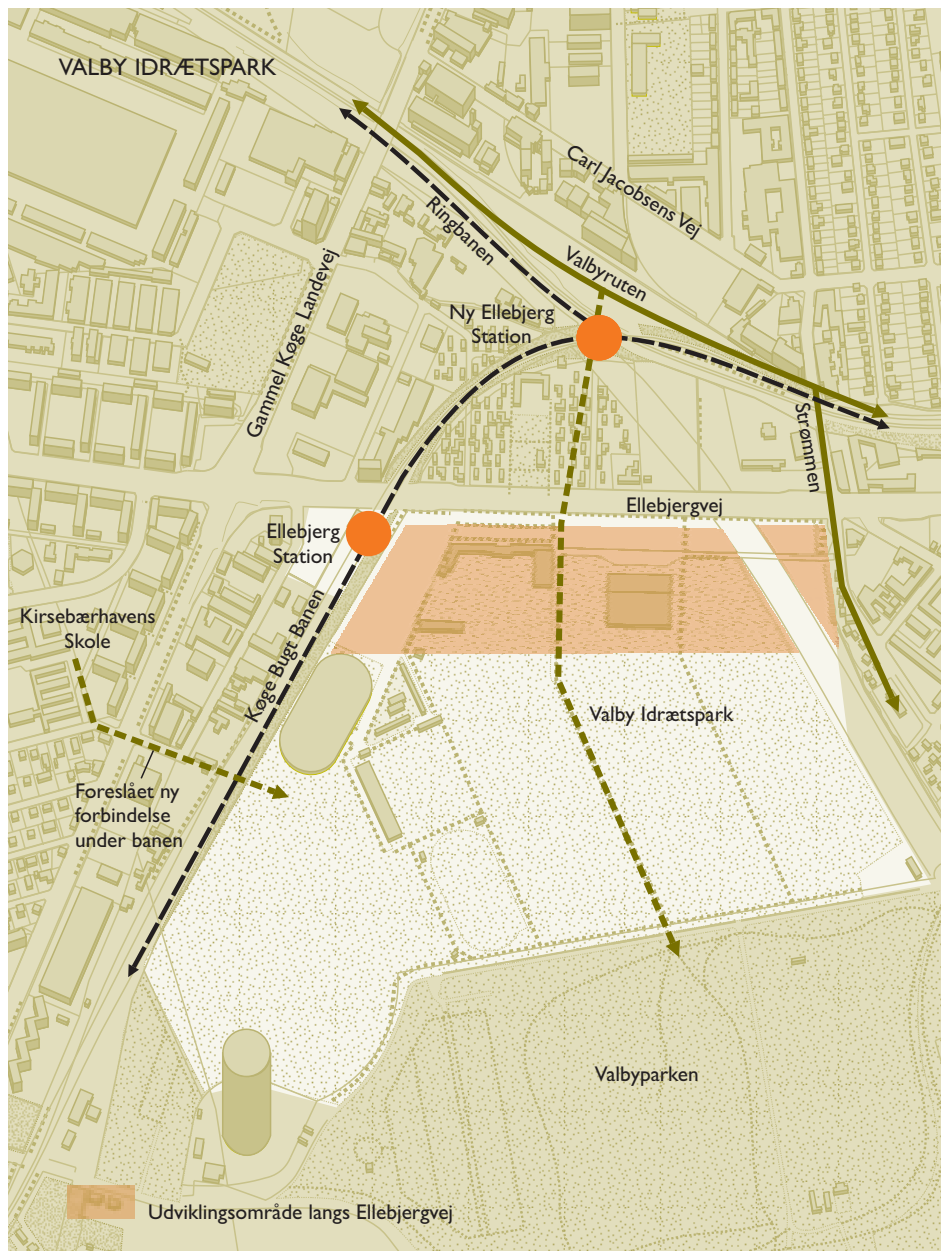 VALBY IDRÆTSPARK
Carl Jacobsens Vej
Ringbanen
Valbyruten
Gammel Køge Landevej
Ny Ellebjerg
Station
Strømmen
Ellebjergvej
Ellebjerg
Station
Kirsebærhavens
Skole
Køge Bugt Banen
Valby Idrætspark
Foreslået ny
forbindelse
under banen
Valbyparken
Udviklingsområde langs Ellebjergvej